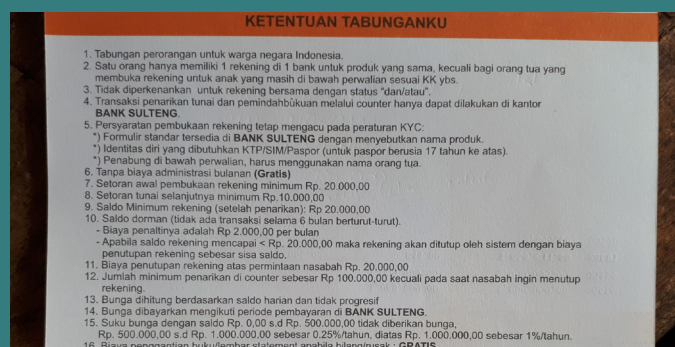 KETENTUAN TABUNGANKU
1. Tabungan perorangan untuk warga negara Indonesia.
2. Satu orang hanya memiliki 1 rekening di 1 bank untuk produk yang sama, kecuali bagi orang tua yang
membuka rekening untuk anak yang masih di bawah perwalian sesuai KK ybs.
3. Tidak diperkenankan untuk rekening bersama dengan status "dan/atau".
4. Transaksi penarikan tunai dan pemindahbukuan melalui counter hanya dapat dilakukan di kantor
BANK SULTENG.
5. Persyaratan pembukaan rekening tetap mengacu pada peraturan KYC:
*) Formulir standar tersedia di BANK SULTENG dengan menyebutkan nama produk.
*) Identitas diri yang dibutuhkan KTP/SIM/Paspor (untuk paspor berusia 17 tahun ke atas).
*) Penabung di bawah perwalian, harus menggunakan nama orang tua.
6. Tanpa biaya administrasi bulanan (Gratis)
7. Setoran awal pembukaan rekening minimum Rp. 20.000,00
8. Setoran tunai selanjutnya minimum Rp.10.000,00
9. Saldo Minimum rekening (setelah penarikan): Rp 20.000,00
10. Saldo dorman (tidak ada transaksi selama 6 bulan berturut-turut).
- Biaya penaltinya adalah Rp 2.000,00 per bulan
- Apabila saldo rekening mencapai < Rp. 20.000,00 maka rekening akan ditutup oleh sistem dengan biaya
penutupan rekening sebesar sisa saldo.
11. Biaya penutupan rekening atas permintaan nasabah Rp. 20.000,00
12. Jumlah minimum penarikan di counter sebesar Rp 100.000,00 kecuali pada saat nasabah ingin menutup
rekening.
13. Bunga dihitung berdasarkan saldo harian dan tidak progresif
14. Bunga dibayarkan mengikuti periode pembayaran di BANK SULTENG.
15. Suku bunga dengan saldo Rp. 0,00 s.d Rp. 500.000,00 tidak diberikan bunga,
Rp. 500.000,00 s.d Rp. 1.000.000,00 sebesar 0.25%/tahun, diatas Rp. 1.000.000,00 sebesar 1%/tahun.
16. Biaya penggantian buku/lembar statement apabila hilang/rusak : GRATIS